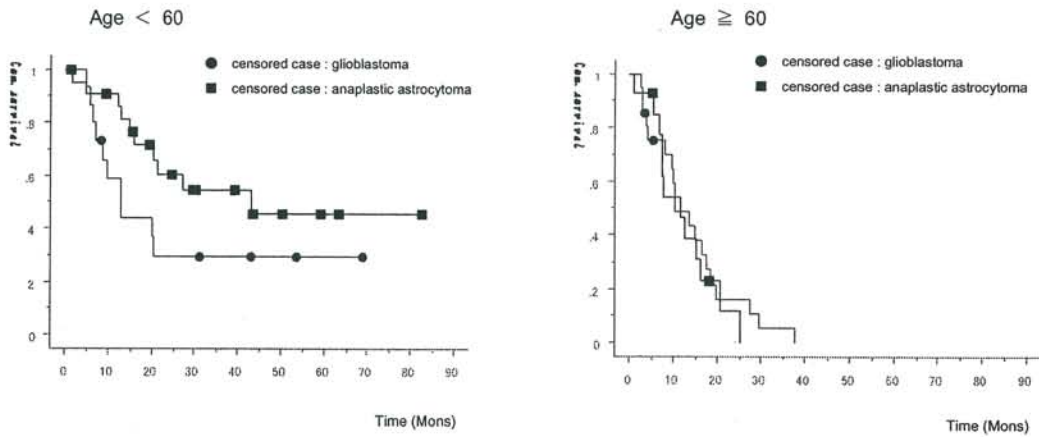 Age < 60
censored case : glioblastoma
censored case : anaplastic astrocytoma
1
.8
.6
.4
.2
0
0 10 20 30 40 50 60 70 80 90
Time (Mons)
Age ≧ 60
censored case : glioblastoma
censored case : anaplastic astrocytoma
1
.8
.6
.4
.2
0
0 10 20 30 40 50 60 70 80 90
Time (Mons)